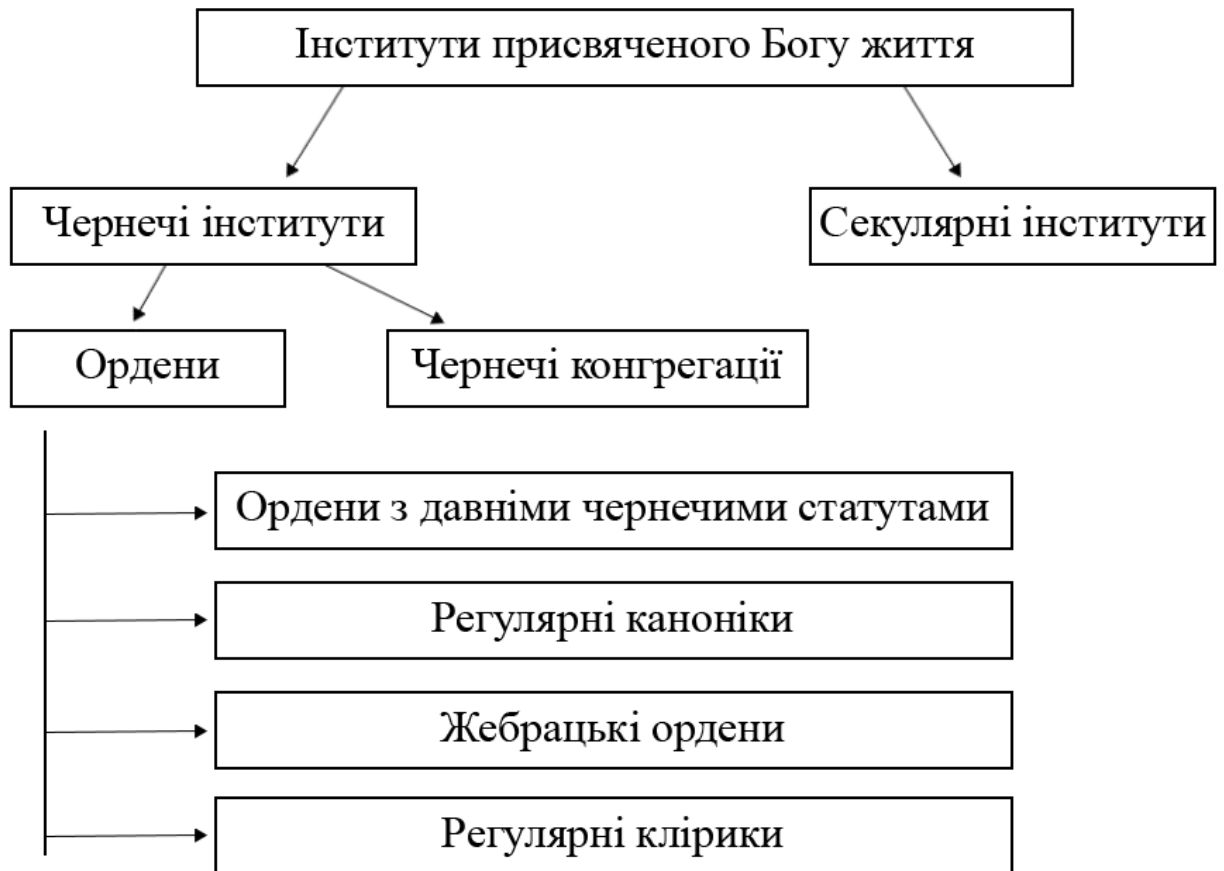 Інститути присвяченого Богу життя
Чернечі інститути
Секулярні інститути
Ордени
Чернечі конгрегації
Ордени з давніми чернечими статутами
Регулярні каноніки
Жебрацькі ордени
Регулярні клірики